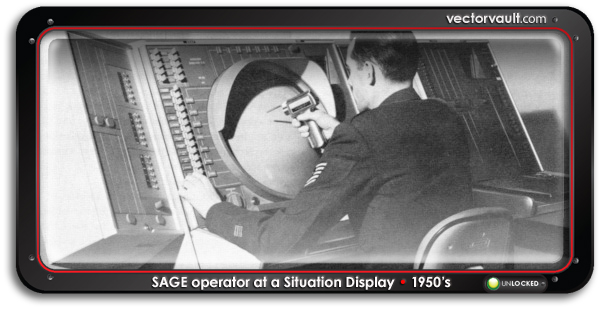 vectorvault.com
SAGE operator at a Situation Display • 1950's
UNLOCKED